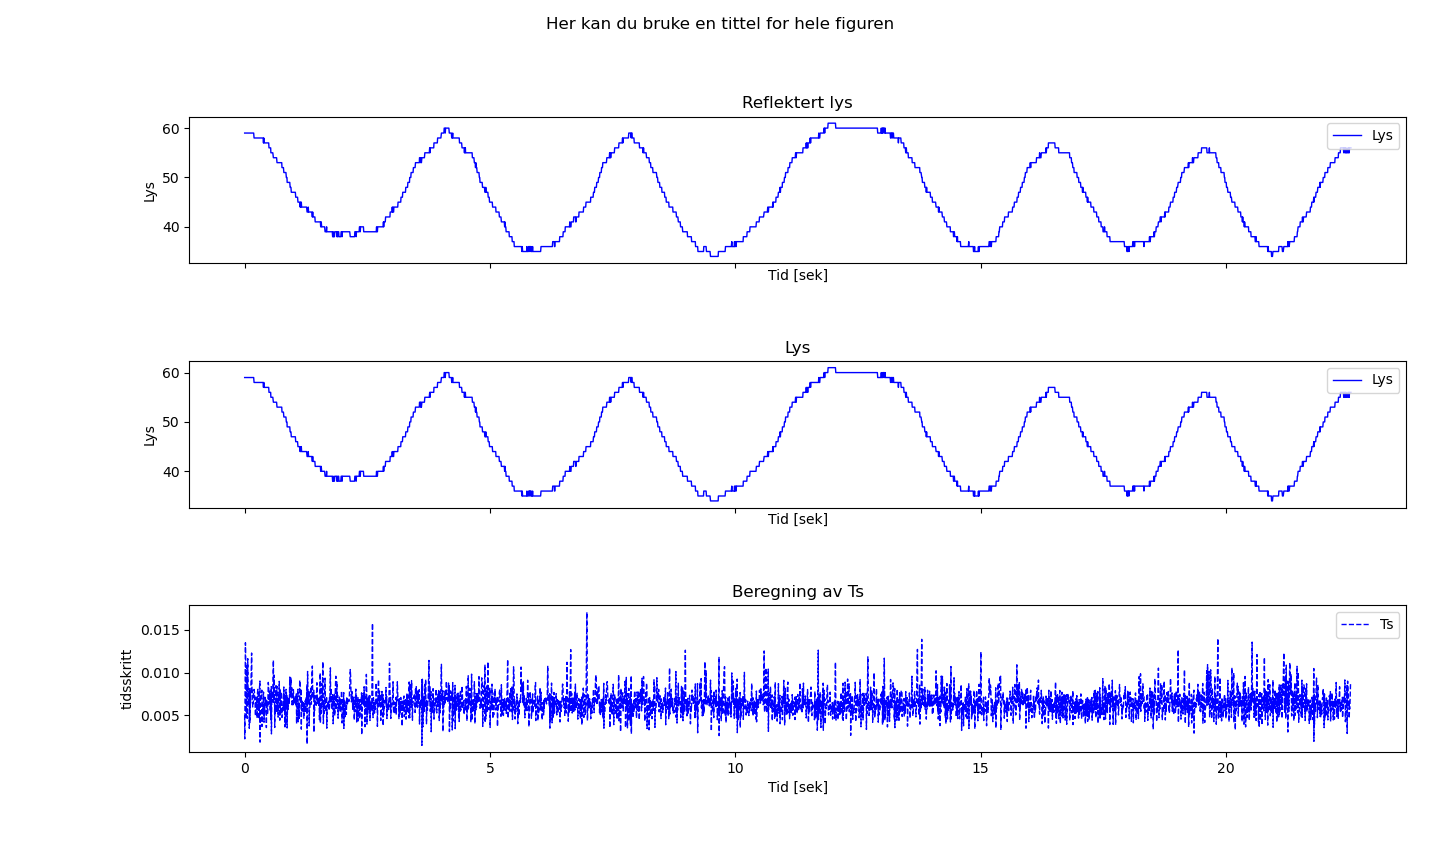 Her kan du bruke en tittel for hele figuren
Reflektert lys
60
50
40
Lys
Lys
Tid [sek]
Lys
60
50
40
Lys
Lys
Tid [sek]
Beregning av Ts
0.015
0.010
0.005
tidsskritt
Ts
0 5 10 15 20
Tid [sek]